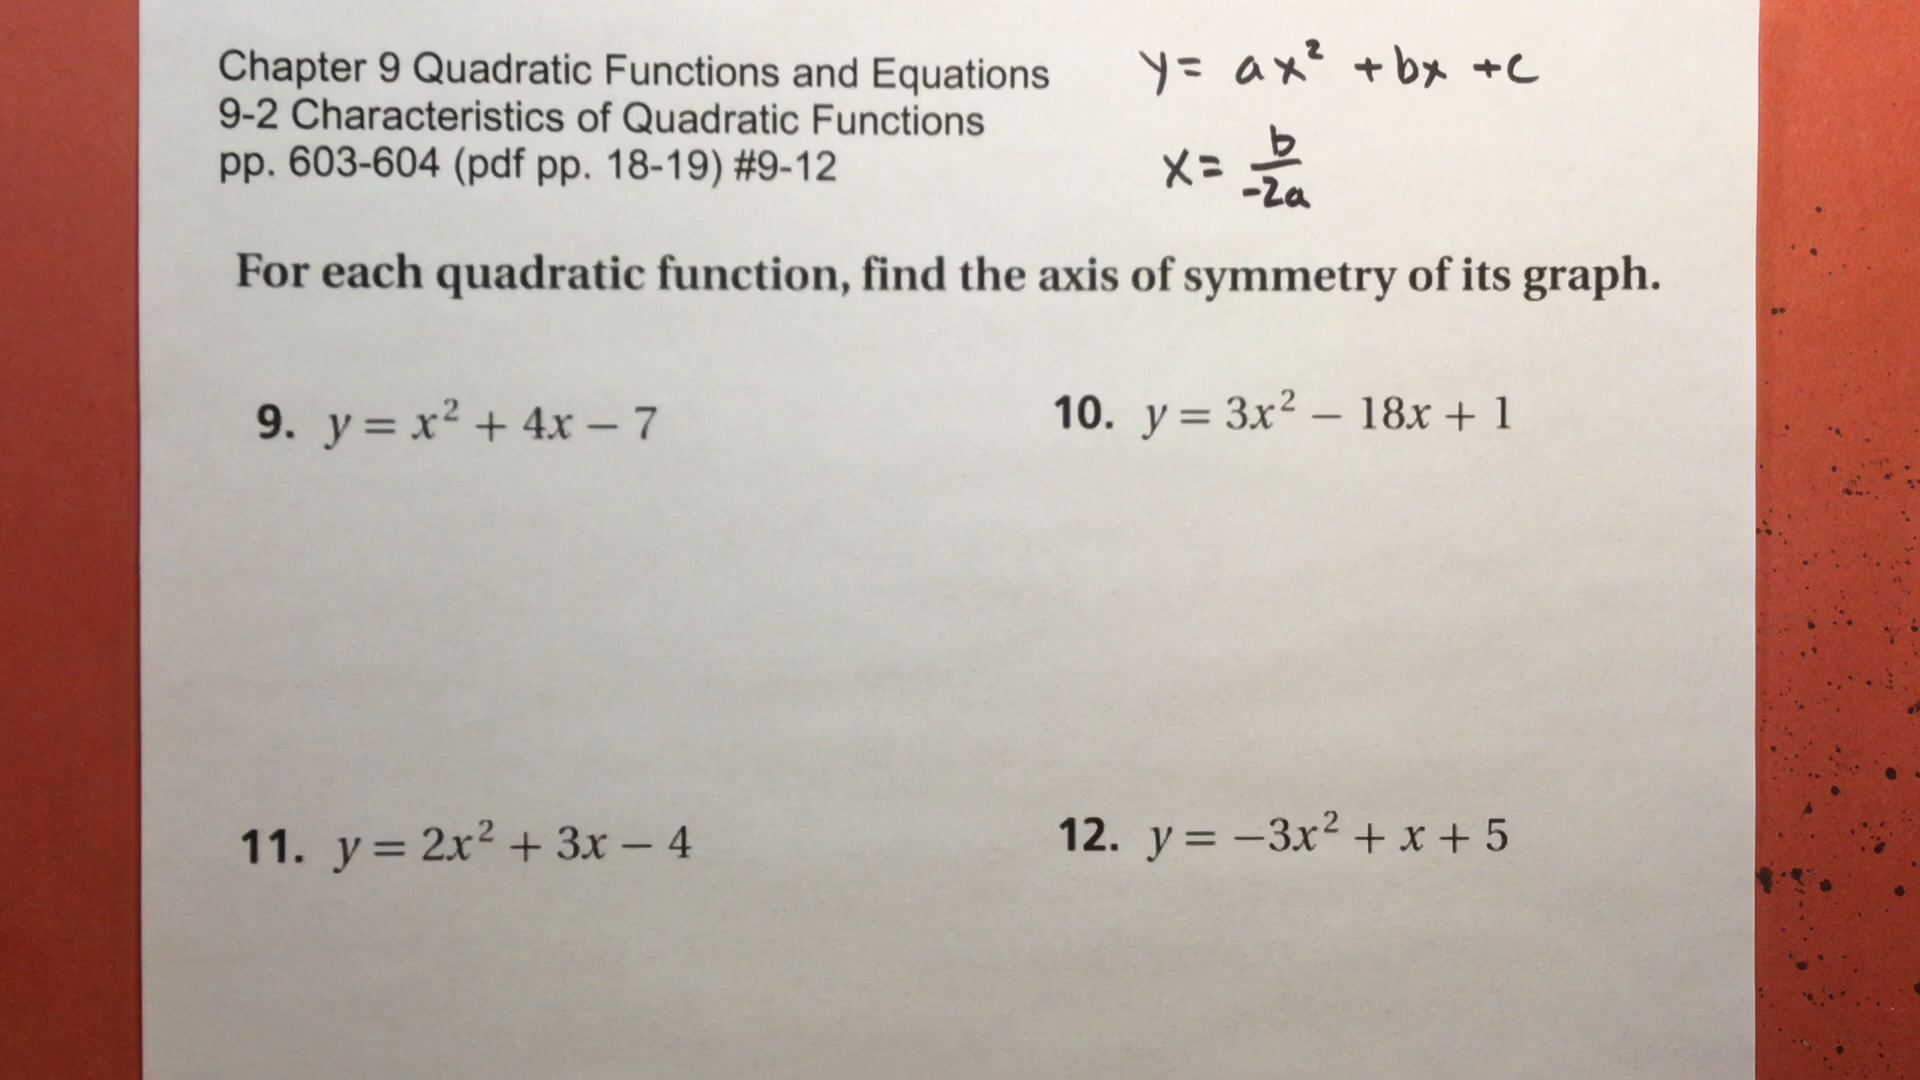 Chapter 9 Quadratic Functions and Equations
9-2 Characteristics of Quadratic Functions
pp. 603-604 (pdf pp. 18-19) #9-12
y = ax² + bx + c
x = b/-2a
For each quadratic function, find the axis of symmetry of its graph.
9. y = x² + 4x – 7
10. y = 3x² – 18x + 1
11. y = 2x² + 3x – 4
12. y = –3x² + x + 5